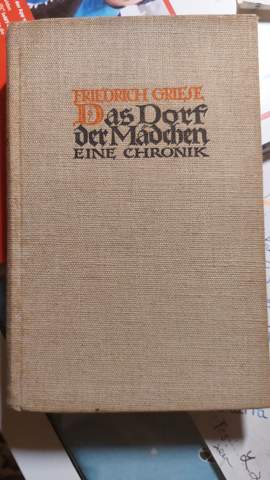 FRIEDRICH GRIESE
Das Dorf
der Mädchen
EINE CHRONIK